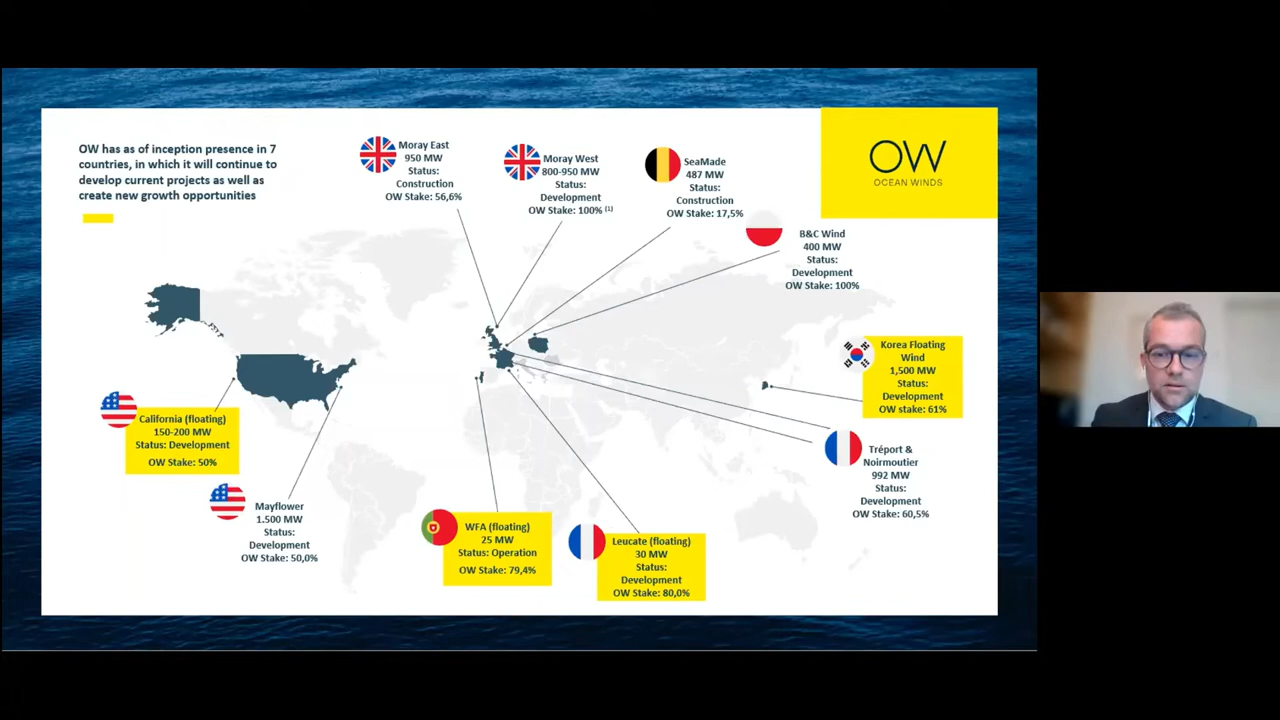 OW has as of inception presence in 7
countries, in which it will continue to
develop current projects as well as
create new growth opportunities
Moray East
950 MW
Status:
Construction
OW Stake: 56,6%
Moray West
800-950 MW
Status:
Development
OW Stake: 100% (1)
SeaMade
487 MW
Status:
Construction
OW Stake: 17,5%
OW
OCEAN WINDS
B&C Wind
400 MW
Status:
Development
OW Stake: 100%
Korea Floating
Wind
1,500 MW
Status:
Development
OW stake: 61%
California (floating)
150-200 MW
Status: Development
OW Stake: 50%
Tréport &
Noirmoutier
992 MW
Status:
Development
OW Stake: 60,5%
Mayflower
1.500 MW
Status:
Development
OW Stake: 50,0%
WFA (floating)
25 MW
Status: Operation
OW Stake: 79,4%
Leucate (floating)
30 MW
Status:
Development
OW Stake: 80,0%